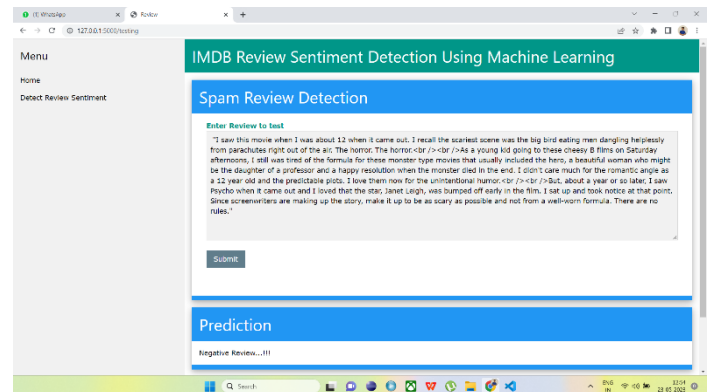 (1) WhatsApp
Review
127.0.0.1:5000/testing
Menu
Home
Detect Review Sentiment
IMDB Review Sentiment Detection Using Machine Learning
Spam Review Detection
Enter Review to test
"I saw this movie when I was about 12 when it came out. I recall the scariest scene was the big bird eating men dangling helplessly
from parachutes right out of the air. The horror. The horror.<br /><br />As a young kid going to these cheesy B films on Saturday
afternoons, I still was tired of the formula for these monster type movies that usually included the hero, a beautiful woman who might
be the daughter of a professor and a happy resolution when the monster died in the end. I didn't care much for the romantic angle as
a 12 year old and the predictable plots. I love them now for the unintentional humor.<br /><br />But, about a year or so later, I saw
Psycho when it came out and I loved that the star, Janet Leigh, was bumped off early in the film. I sat up and took notice at that point.
Since screenwriters are making up the story, make it up to be as scary as possible and not from a well-worn formula. There are no
rules."
Submit
Prediction
Negative Review...!!!
Search
ENG
IN
12:04
23-05-2023